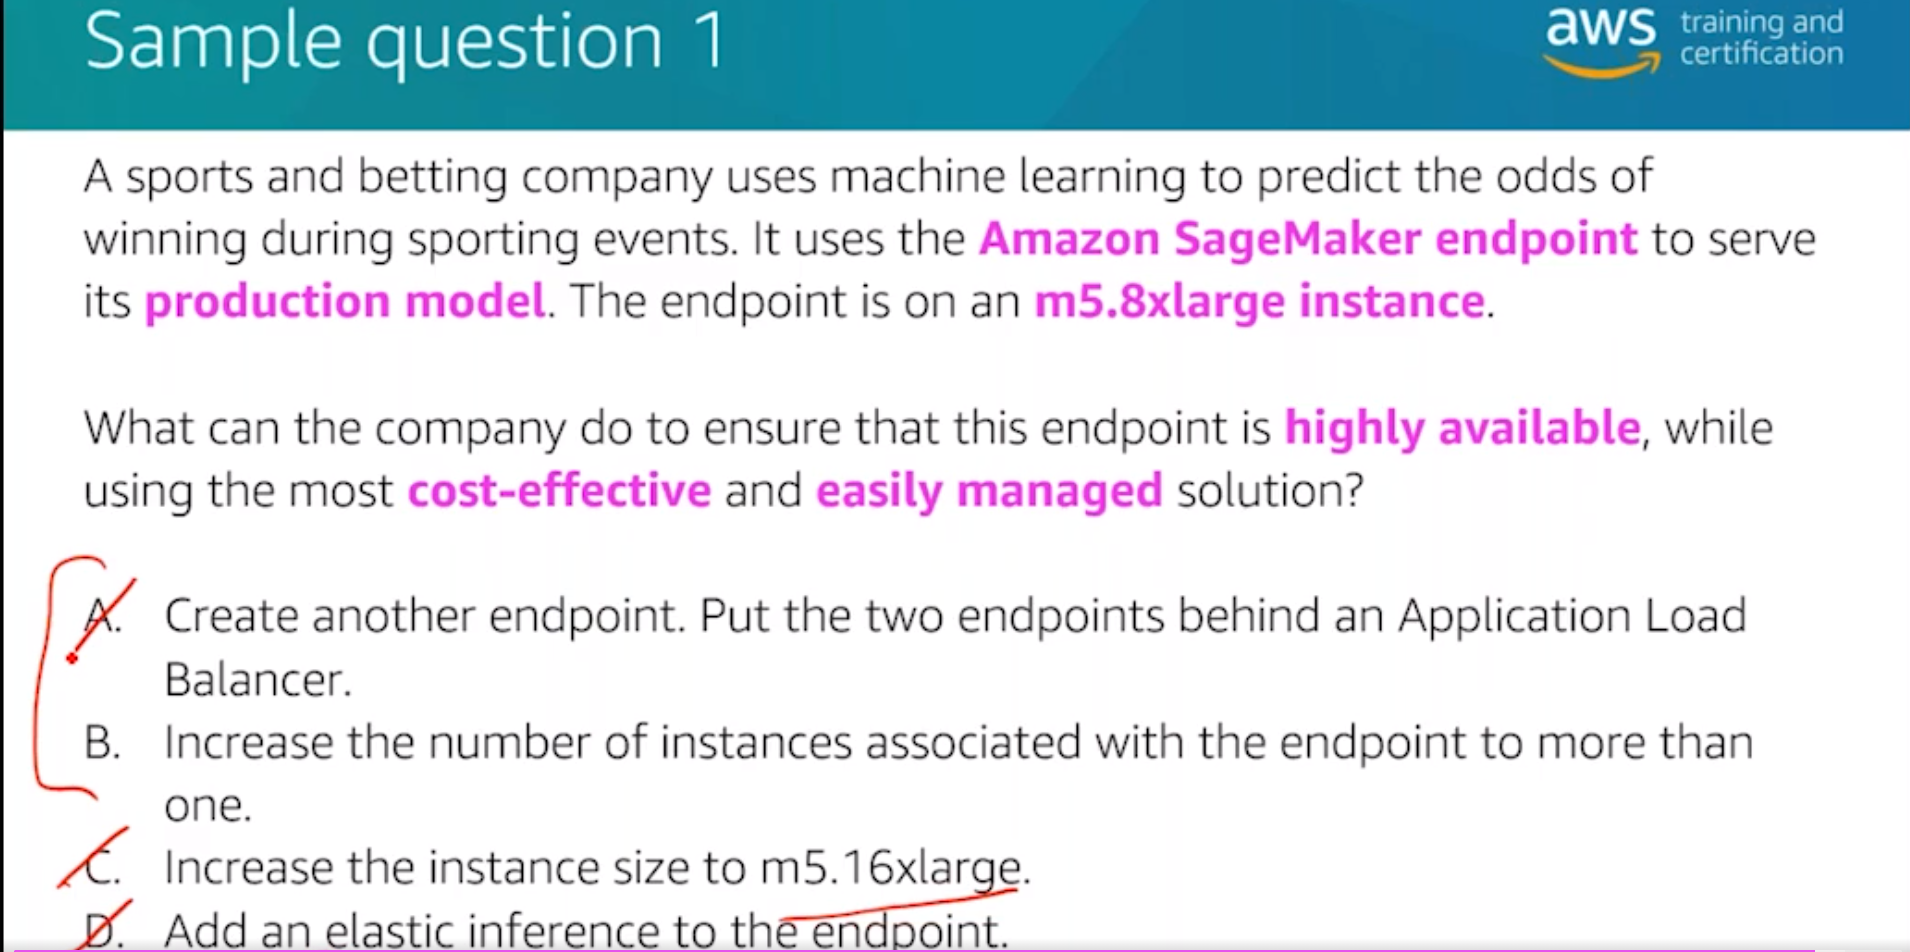 Sample question 1
aws training and
certification
A sports and betting company uses machine learning to predict the odds of
winning during sporting events. It uses the Amazon SageMaker endpoint to serve
its production model. The endpoint is on an m5.8xlarge instance.
What can the company do to ensure that this endpoint is highly available, while
using the most cost-effective and easily managed solution?
A. Create another endpoint. Put the two endpoints behind an Application Load
Balancer.
B. Increase the number of instances associated with the endpoint to more than
one.
C. Increase the instance size to m5.16xlarge.
D. Add an elastic inference to the endpoint.